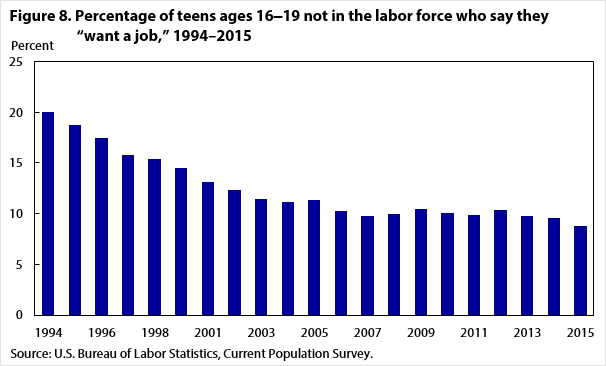 Figure 8. Percentage of teens ages 16–19 not in the labor force who say they
“want a job,” 1994–2015
Percent
25
20
15
10
5
0
1994 1996 1998 2001 2003 2005 2007 2009 2011 2013 2015
Source: U.S. Bureau of Labor Statistics, Current Population Survey.